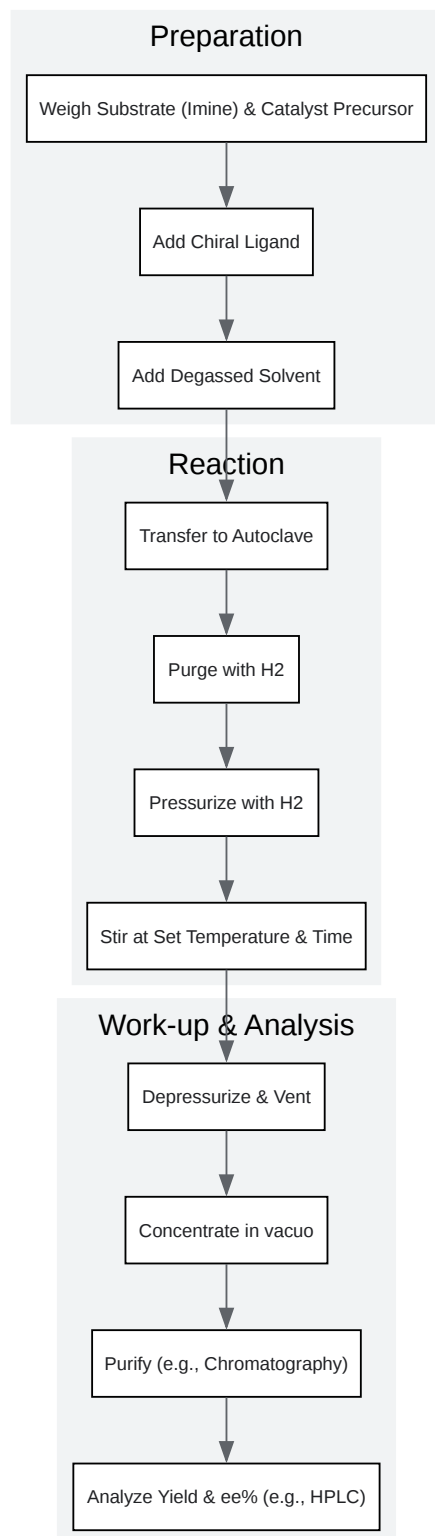 Preparation
Weigh Substrate (Imine) & Catalyst Precursor
Add Chiral Ligand
Add Degassed Solvent
Reaction
Transfer to Autoclave
Purge with H2
Pressurize with H2
Stir at Set Temperature & Time
Work-up & Analysis
Depressurize & Vent
Concentrate in vacuo
Purify (e.g., Chromatography)
Analyze Yield & ee% (e.g., HPLC)